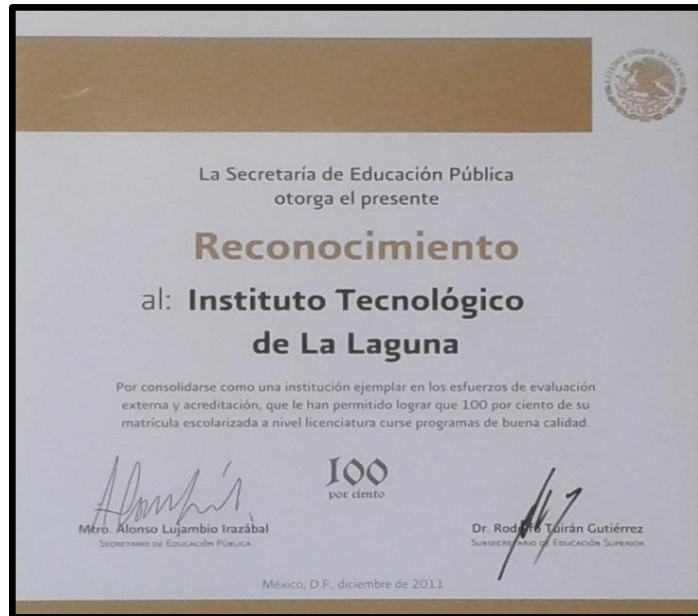 ESTADOS UNIDOS MEXICANOS
La Secretaría de Educación Pública
otorga el presente
Reconocimiento
al: Instituto Tecnológico
de La Laguna
Por consolidarse como una institución ejemplar en los esfuerzos de evaluación
externa y acreditación, que le han permitido lograr que 100 por ciento de su
matrícula escolarizada a nivel licenciatura curse programas de buena calidad.
100
por ciento
Mtro. Alonso Lujambio Irazábal
Secretario de Educación Pública
Dr. Rodolfo Tuirán Gutiérrez
Subsecretario de Educación Superior
México, D.F., diciembre de 2011